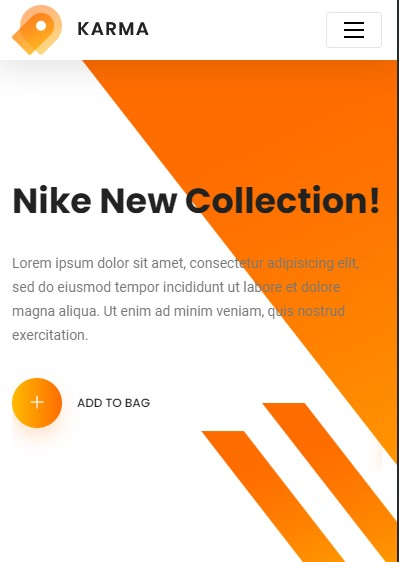 KARMA
Nike New Collection!
Lorem ipsum dolor sit amet, consectetur adipisicing elit,
sed do eiusmod tempor incididunt ut labore et dolore
magna aliqua. Ut enim ad minim veniam, quis nostrud
exercitation.
+ ADD TO BAG